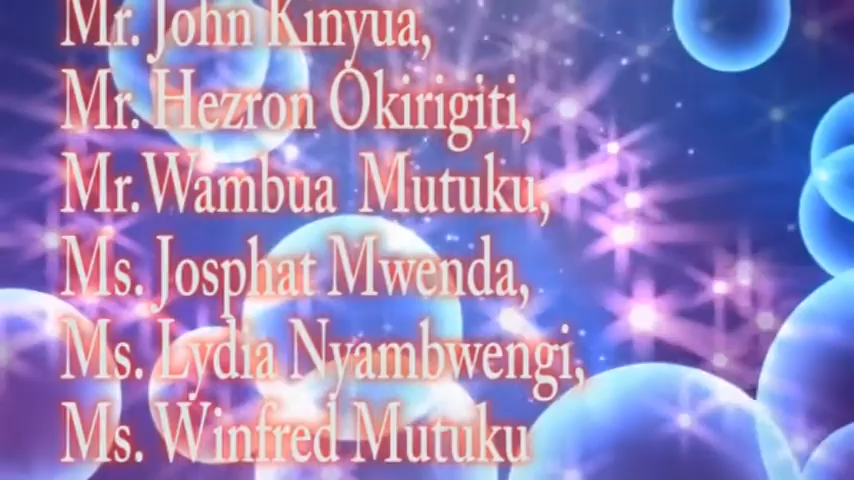 Mr. John Kinyua,
Mr. Hezron Okirigiti,
Mr.Wambua Mutuku,
Ms. Josphat Mwenda,
Ms. Lydia Nyambwengi,
Ms. Winfred Mutuku